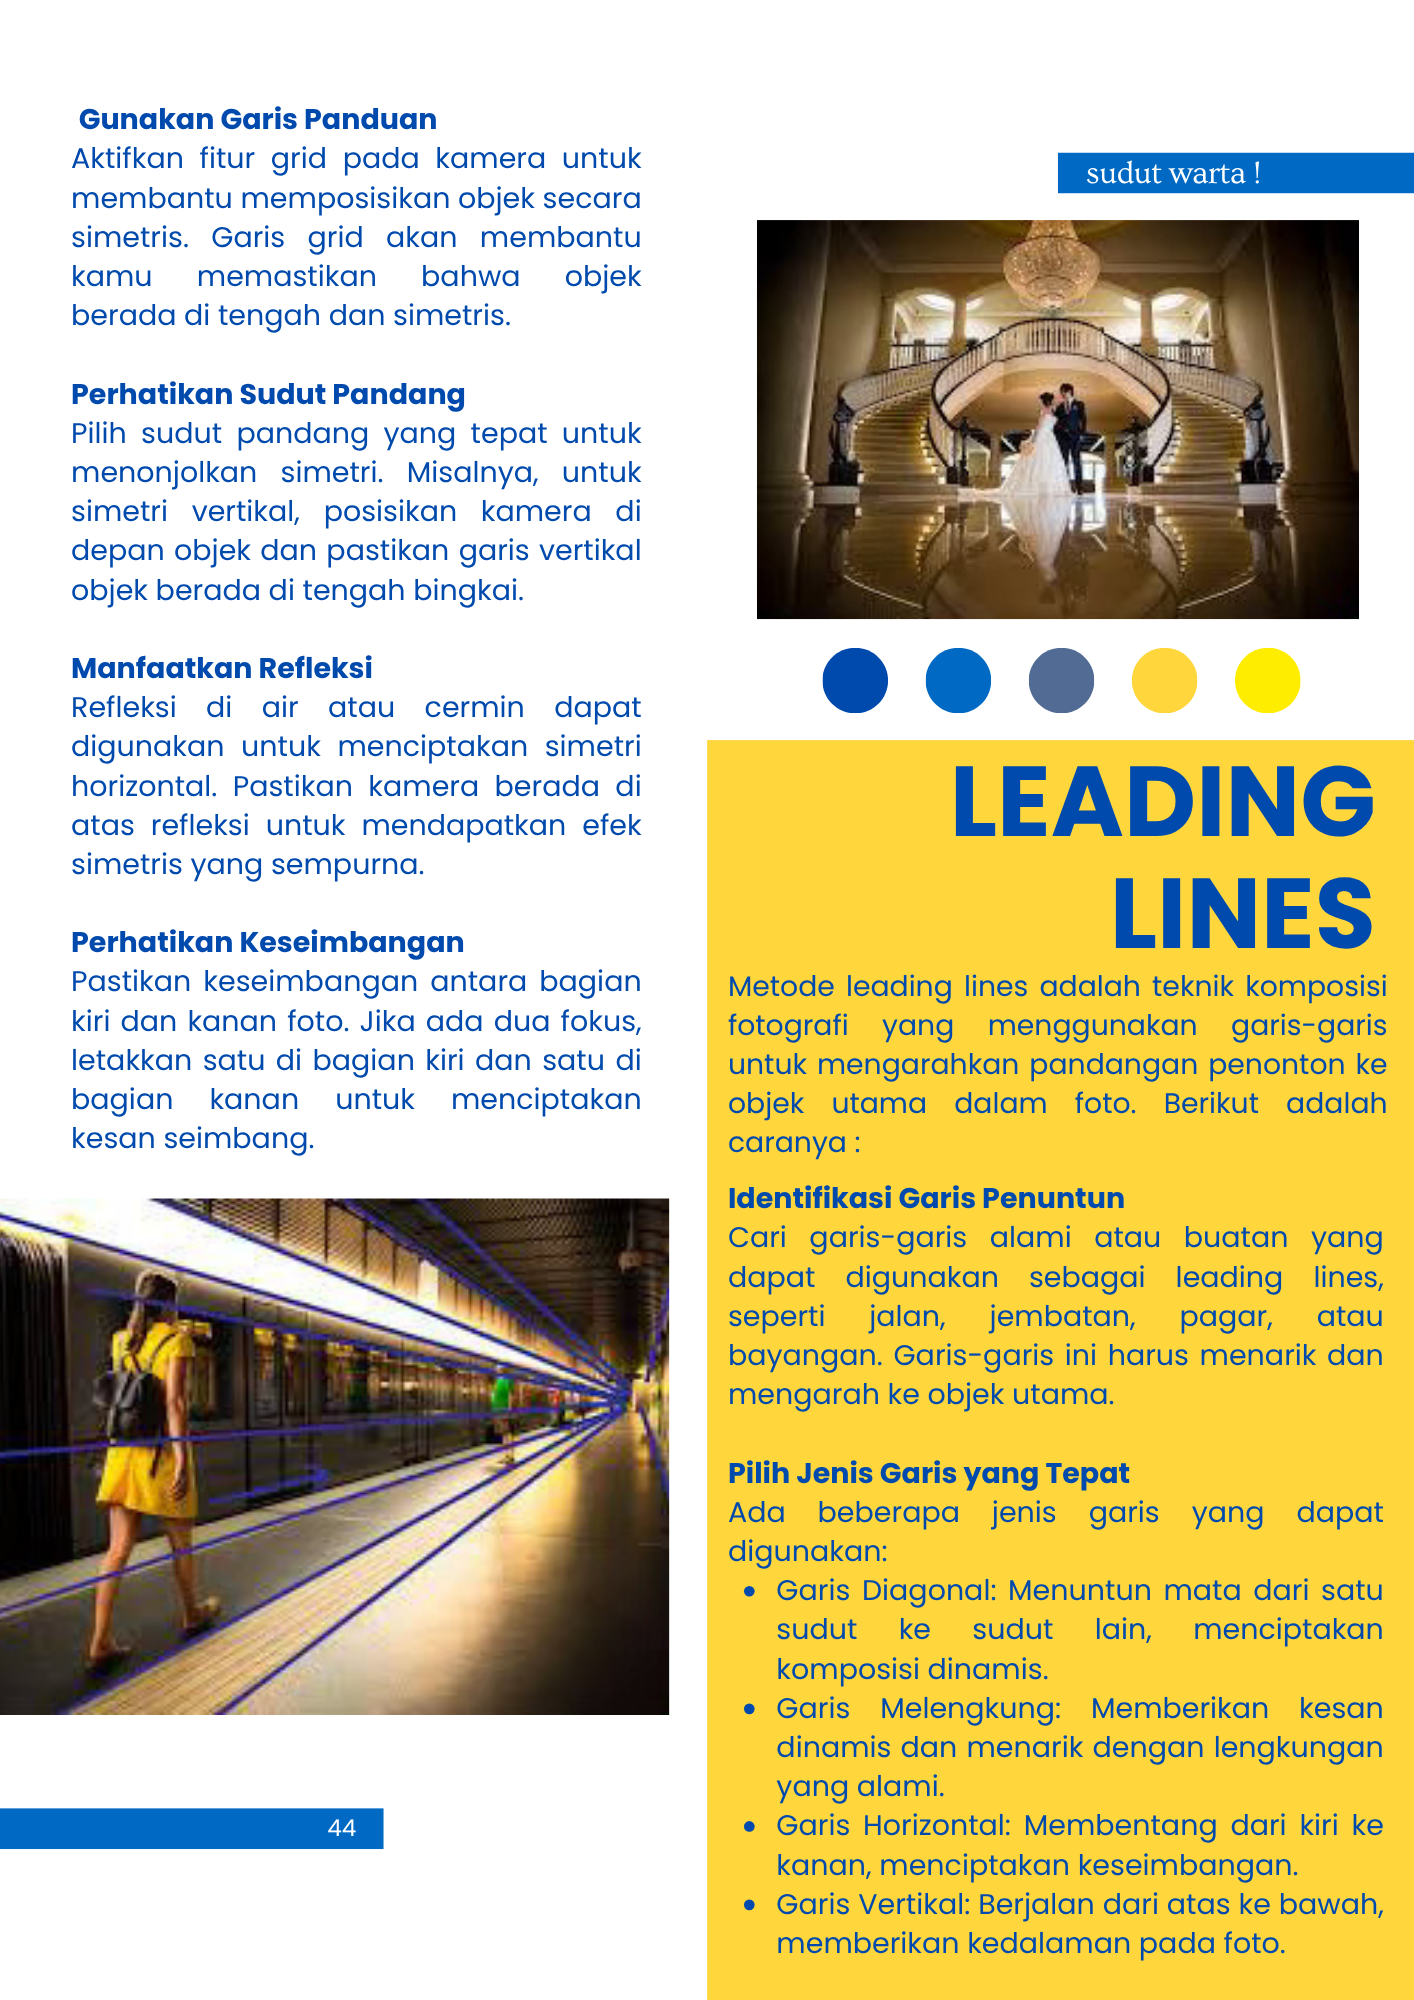 Gunakan Garis Panduan
Aktifkan fitur grid pada kamera untuk
membantu memposisikan objek secara
simetris. Garis grid akan membantu
kamu memastikan bahwa objek
berada di tengah dan simetris.
Perhatikan Sudut Pandang
Pilih sudut pandang yang tepat untuk
menonjolkan simetri. Misalnya, untuk
simetri vertikal, posisikan kamera di
depan objek dan pastikan garis vertikal
objek berada di tengah bingkai.
Manfaatkan Refleksi
Refleksi di air atau cermin dapat
digunakan untuk menciptakan simetri
horizontal. Pastikan kamera berada di
atas refleksi untuk mendapatkan efek
simetris yang sempurna.
Perhatikan Keseimbangan
Pastikan keseimbangan antara bagian
kiri dan kanan foto. Jika ada dua fokus,
letakkan satu di bagian kiri dan satu di
bagian kanan untuk menciptakan
kesan seimbang.
44
sudut warta !
LEADING
LINES
Metode leading lines adalah teknik komposisi
fotografi yang menggunakan garis-garis
untuk mengarahkan pandangan penonton ke
objek utama dalam foto. Berikut adalah
caranya :
Identifikasi Garis Penuntun
Cari garis-garis alami atau buatan yang
dapat digunakan sebagai leading lines,
seperti jalan, jembatan, pagar, atau
bayangan. Garis-garis ini harus menarik dan
mengarah ke objek utama.
Pilih Jenis Garis yang Tepat
Ada beberapa jenis garis yang dapat
digunakan:
• Garis Diagonal: Menuntun mata dari satu
sudut ke sudut lain, menciptakan
komposisi dinamis.
• Garis Melengkung: Memberikan kesan
dinamis dan menarik dengan lengkungan
yang alami.
• Garis Horizontal: Membentang dari kiri ke
kanan, menciptakan keseimbangan.
• Garis Vertikal: Berjalan dari atas ke bawah,
memberikan kedalaman pada foto.